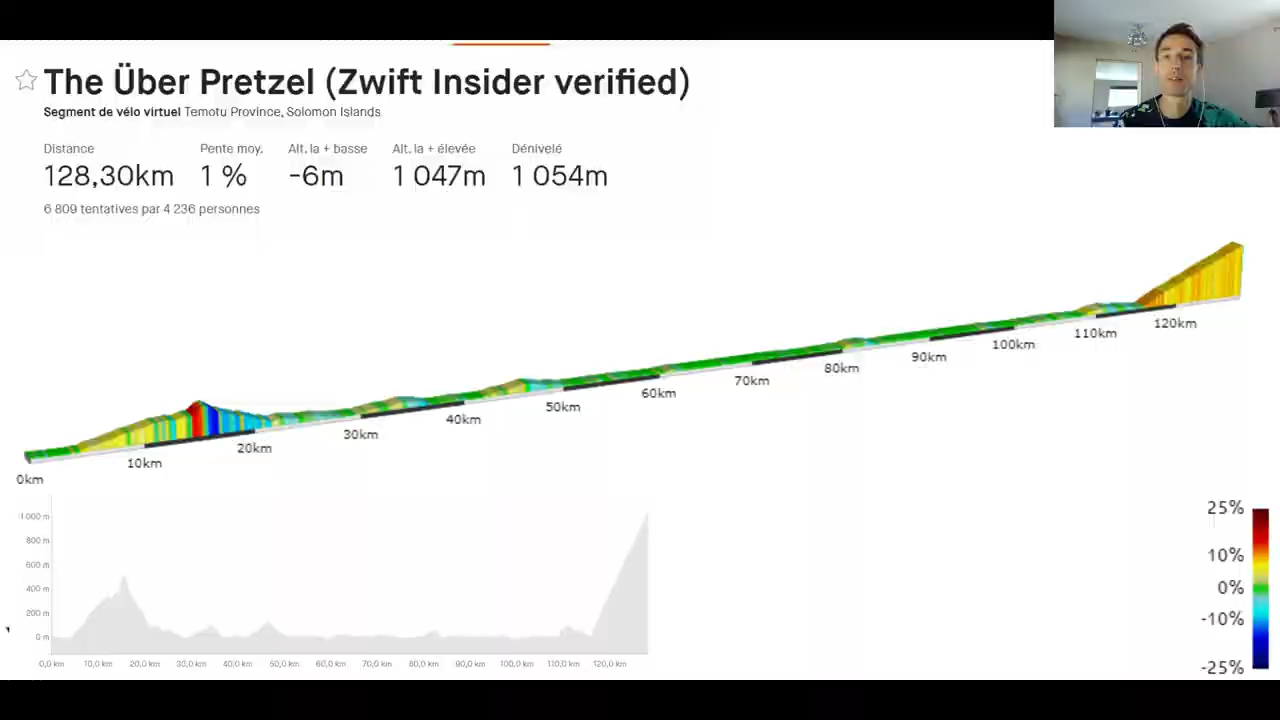 The Über Pretzel (Zwift Insider verified)
Segment de vélo virtuel Temotu Province, Solomon Islands
Distance Pente moy. Alt. la + basse Alt. la + élevée Dénivelé
128,30km 1 % -6m 1 047m 1 054m
6 809 tentatives par 4 236 personnes
0km 10km 20km 30km 40km 50km 60km 70km 80km 90km 100km 110km 120km
1 000 m
800 m
600 m
400 m
200 m
0 m
0,0 km 10,0 km 20,0 km 30,0 km 40,0 km 50,0 km 60,0 km 70,0 km 80,0 km 90,0 km 100,0 km 110,0 km 120,0 km
25%
10%
0%
-10%
-25%